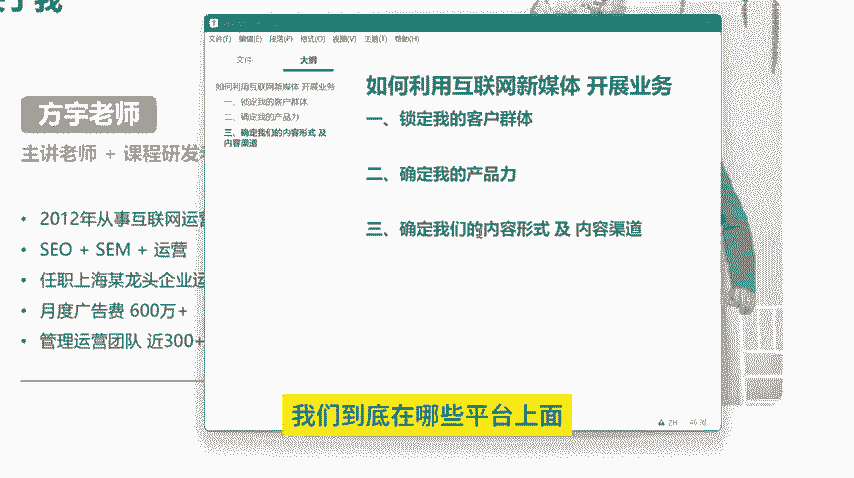 方宇老师
主讲老师 + 课程研发
• 2012年从事互联网运营
• SEO + SEM + 运营
• 任职上海某龙头企业运
• 月度广告费 600万+
• 管理运营团队 近300+
文件(F) 编辑(E) 段落(P) 格式(O) 视图(V) 主题(T) 帮助(H)
文件 大纲
如何利用互联网新媒体 开展业务
一、锁定我的客户群体
二、确定我的产品力
三、确定我们的内容形式 及
内容渠道
如何利用互联网新媒体 开展业务
一、锁定我的客户群体
二、确定我的产品力
三、确定我们的内容形式 及 内容渠道
ZH
我们到底在哪些平台上面